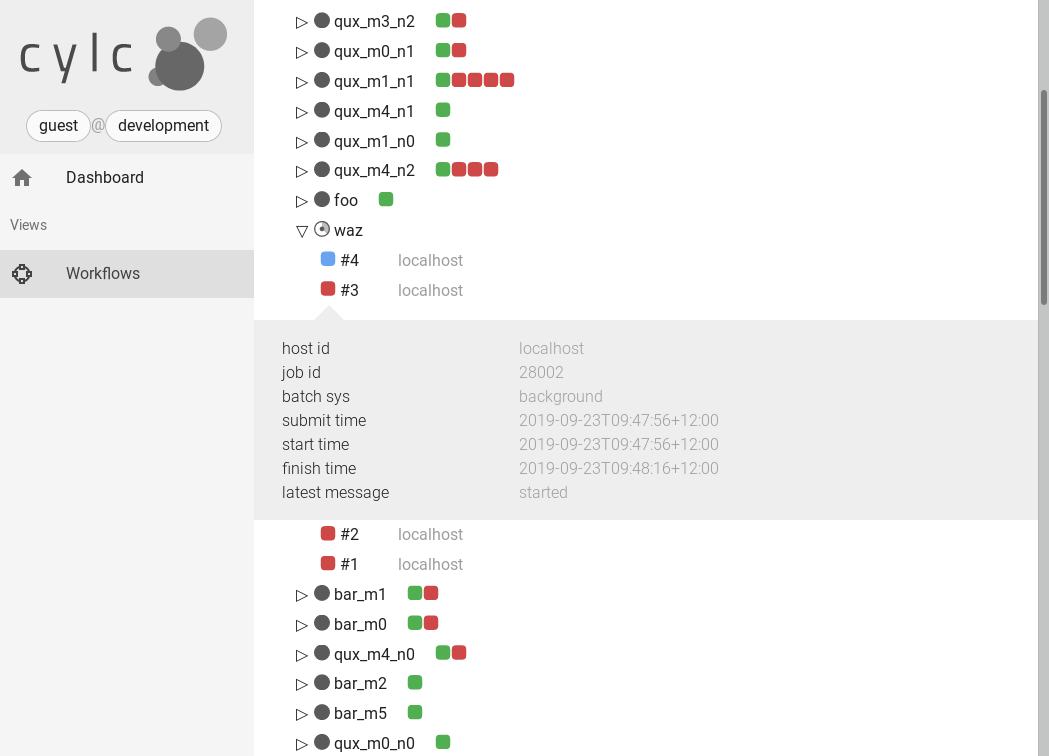 cylc
guest @ development
Dashboard
Views
Workflows
qux_m3_n2
qux_m0_n1
qux_m1_n1
qux_m4_n1
qux_m1_n0
qux_m4_n2
foo
waz
#4 localhost
#3 localhost
host id localhost
job id 28002
batch sys background
submit time 2019-09-23T09:47:56+12:00
start time 2019-09-23T09:47:56+12:00
finish time 2019-09-23T09:48:16+12:00
latest message started
#2 localhost
#1 localhost
bar_m1
bar_m0
qux_m4_n0
bar_m2
bar_m5
qux_m0_n0